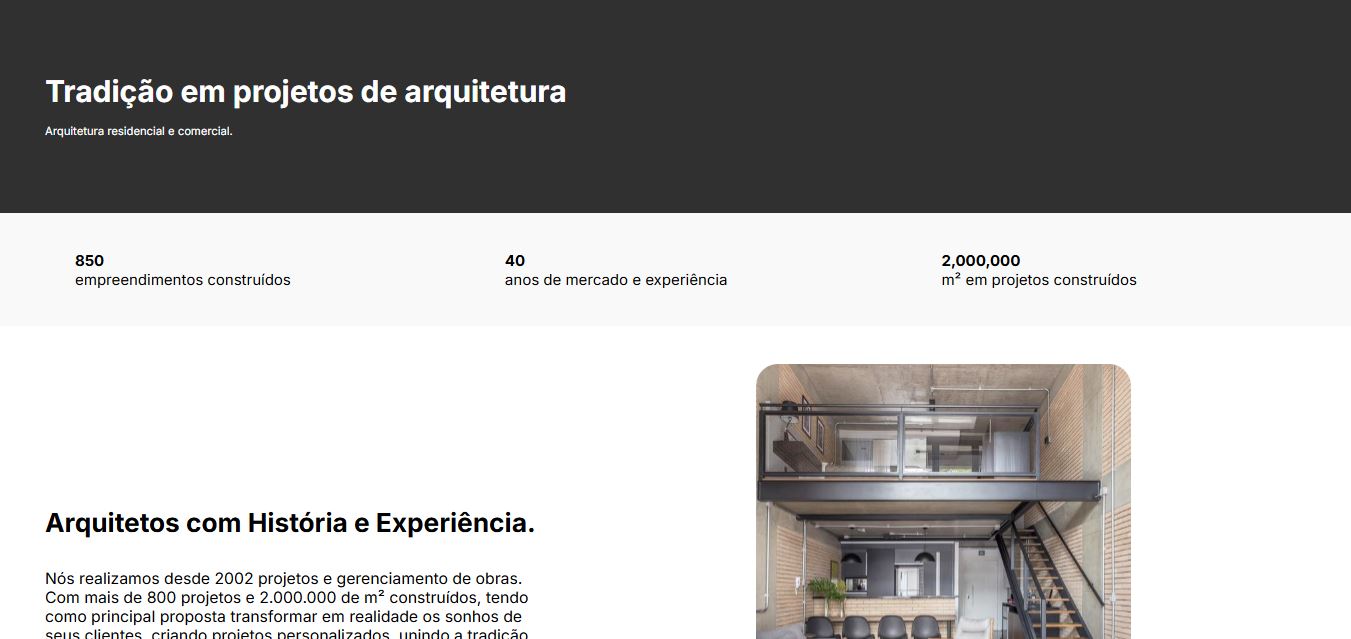 Tradição em projetos de arquitetura
Arquitetura residencial e comercial.
850
empreendimentos construídos
40
anos de mercado e experiência
2,000,000
m² em projetos construídos
Arquitetos com História e Experiência.
Nós realizamos desde 2002 projetos e gerenciamento de obras.
Com mais de 800 projetos e 2.000.000 de m² construídos, tendo
como principal proposta transformar em realidade os sonhos de
seus clientes, criando projetos personalizados, unindo a tradição